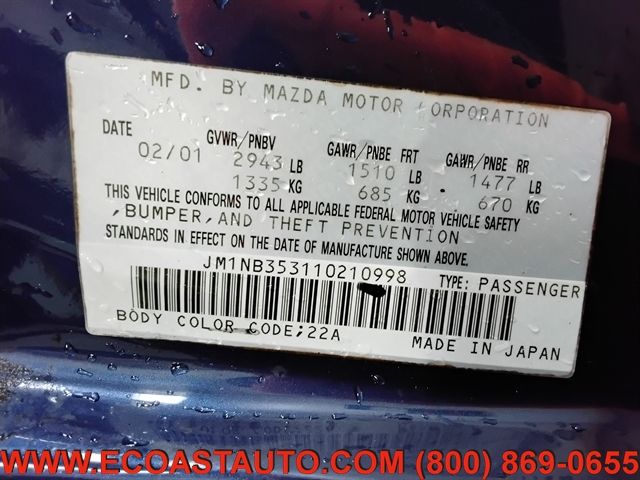 MFD. BY MAZDA MOTOR CORPORATION
DATE GVWR/PNBV GAWR/PNBE FRT GAWR/PNBE RR
02/01 2943 LB 1510 LB 1477 LB
1335 KG 685 KG 670 KG
THIS VEHICLE CONFORMS TO ALL APPLICABLE FEDERAL MOTOR VEHICLE SAFETY
,BUMPER,AND THEFT PREVENTION
STANDARDS IN EFFECT ON THE DATE OF MANUFACTURE SHOWN ABOVE.
JM1NB353110210998 TYPE: PASSENGER
BODY COLOR CODE;22A MADE IN JAPAN
WWW.ECOASTAUTO.COM (800) 869-0655